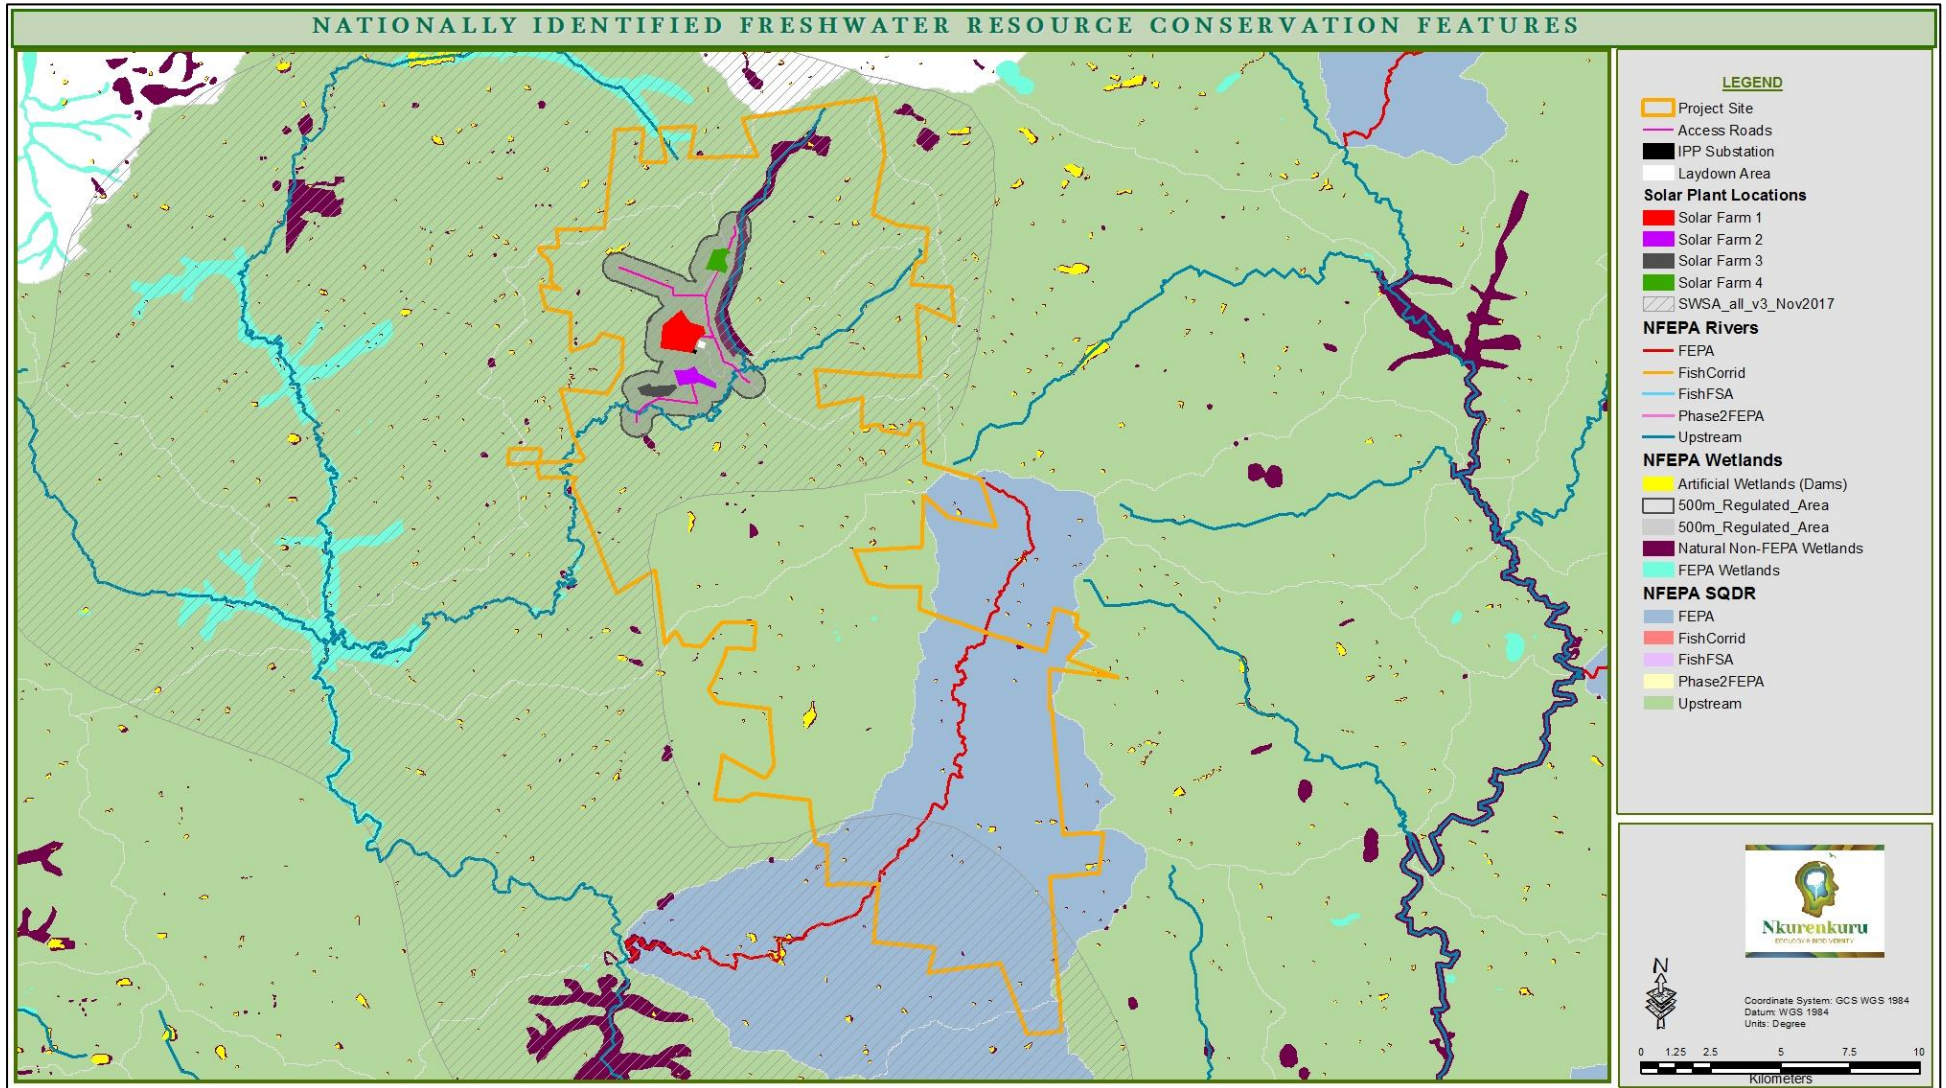 NATIONALLY IDENTIFIED FRESHWATER RESOURCE CONSERVATION FEATURES
LEGEND
Project Site
Access Roads
IPP Substation
Laydown Area
Solar Plant Locations
Solar Farm 1
Solar Farm 2
Solar Farm 3
Solar Farm 4
SWSA_all_v3_Nov2017
NFEPA Rivers
FEPA
FishCorrid
FishFSA
Phase2FEPA
Upstream
NFEPA Wetlands
Artificial Wetlands (Dams)
500m_Regulated_Area
500m_Regulated_Area
Natural Non-FEPA Wetlands
FEPA Wetlands
NFEPA SQDR
FEPA
FishCorrid
FishFSA
Phase2FEPA
Upstream
Nkurenkuru
ECOLOGY & BIODIVERSITY
N
Coordinate System: GCS WGS 1984
Datum: WGS 1984
Units: Degree
0 1.25 2.5 5 7.5 10
Kilometers